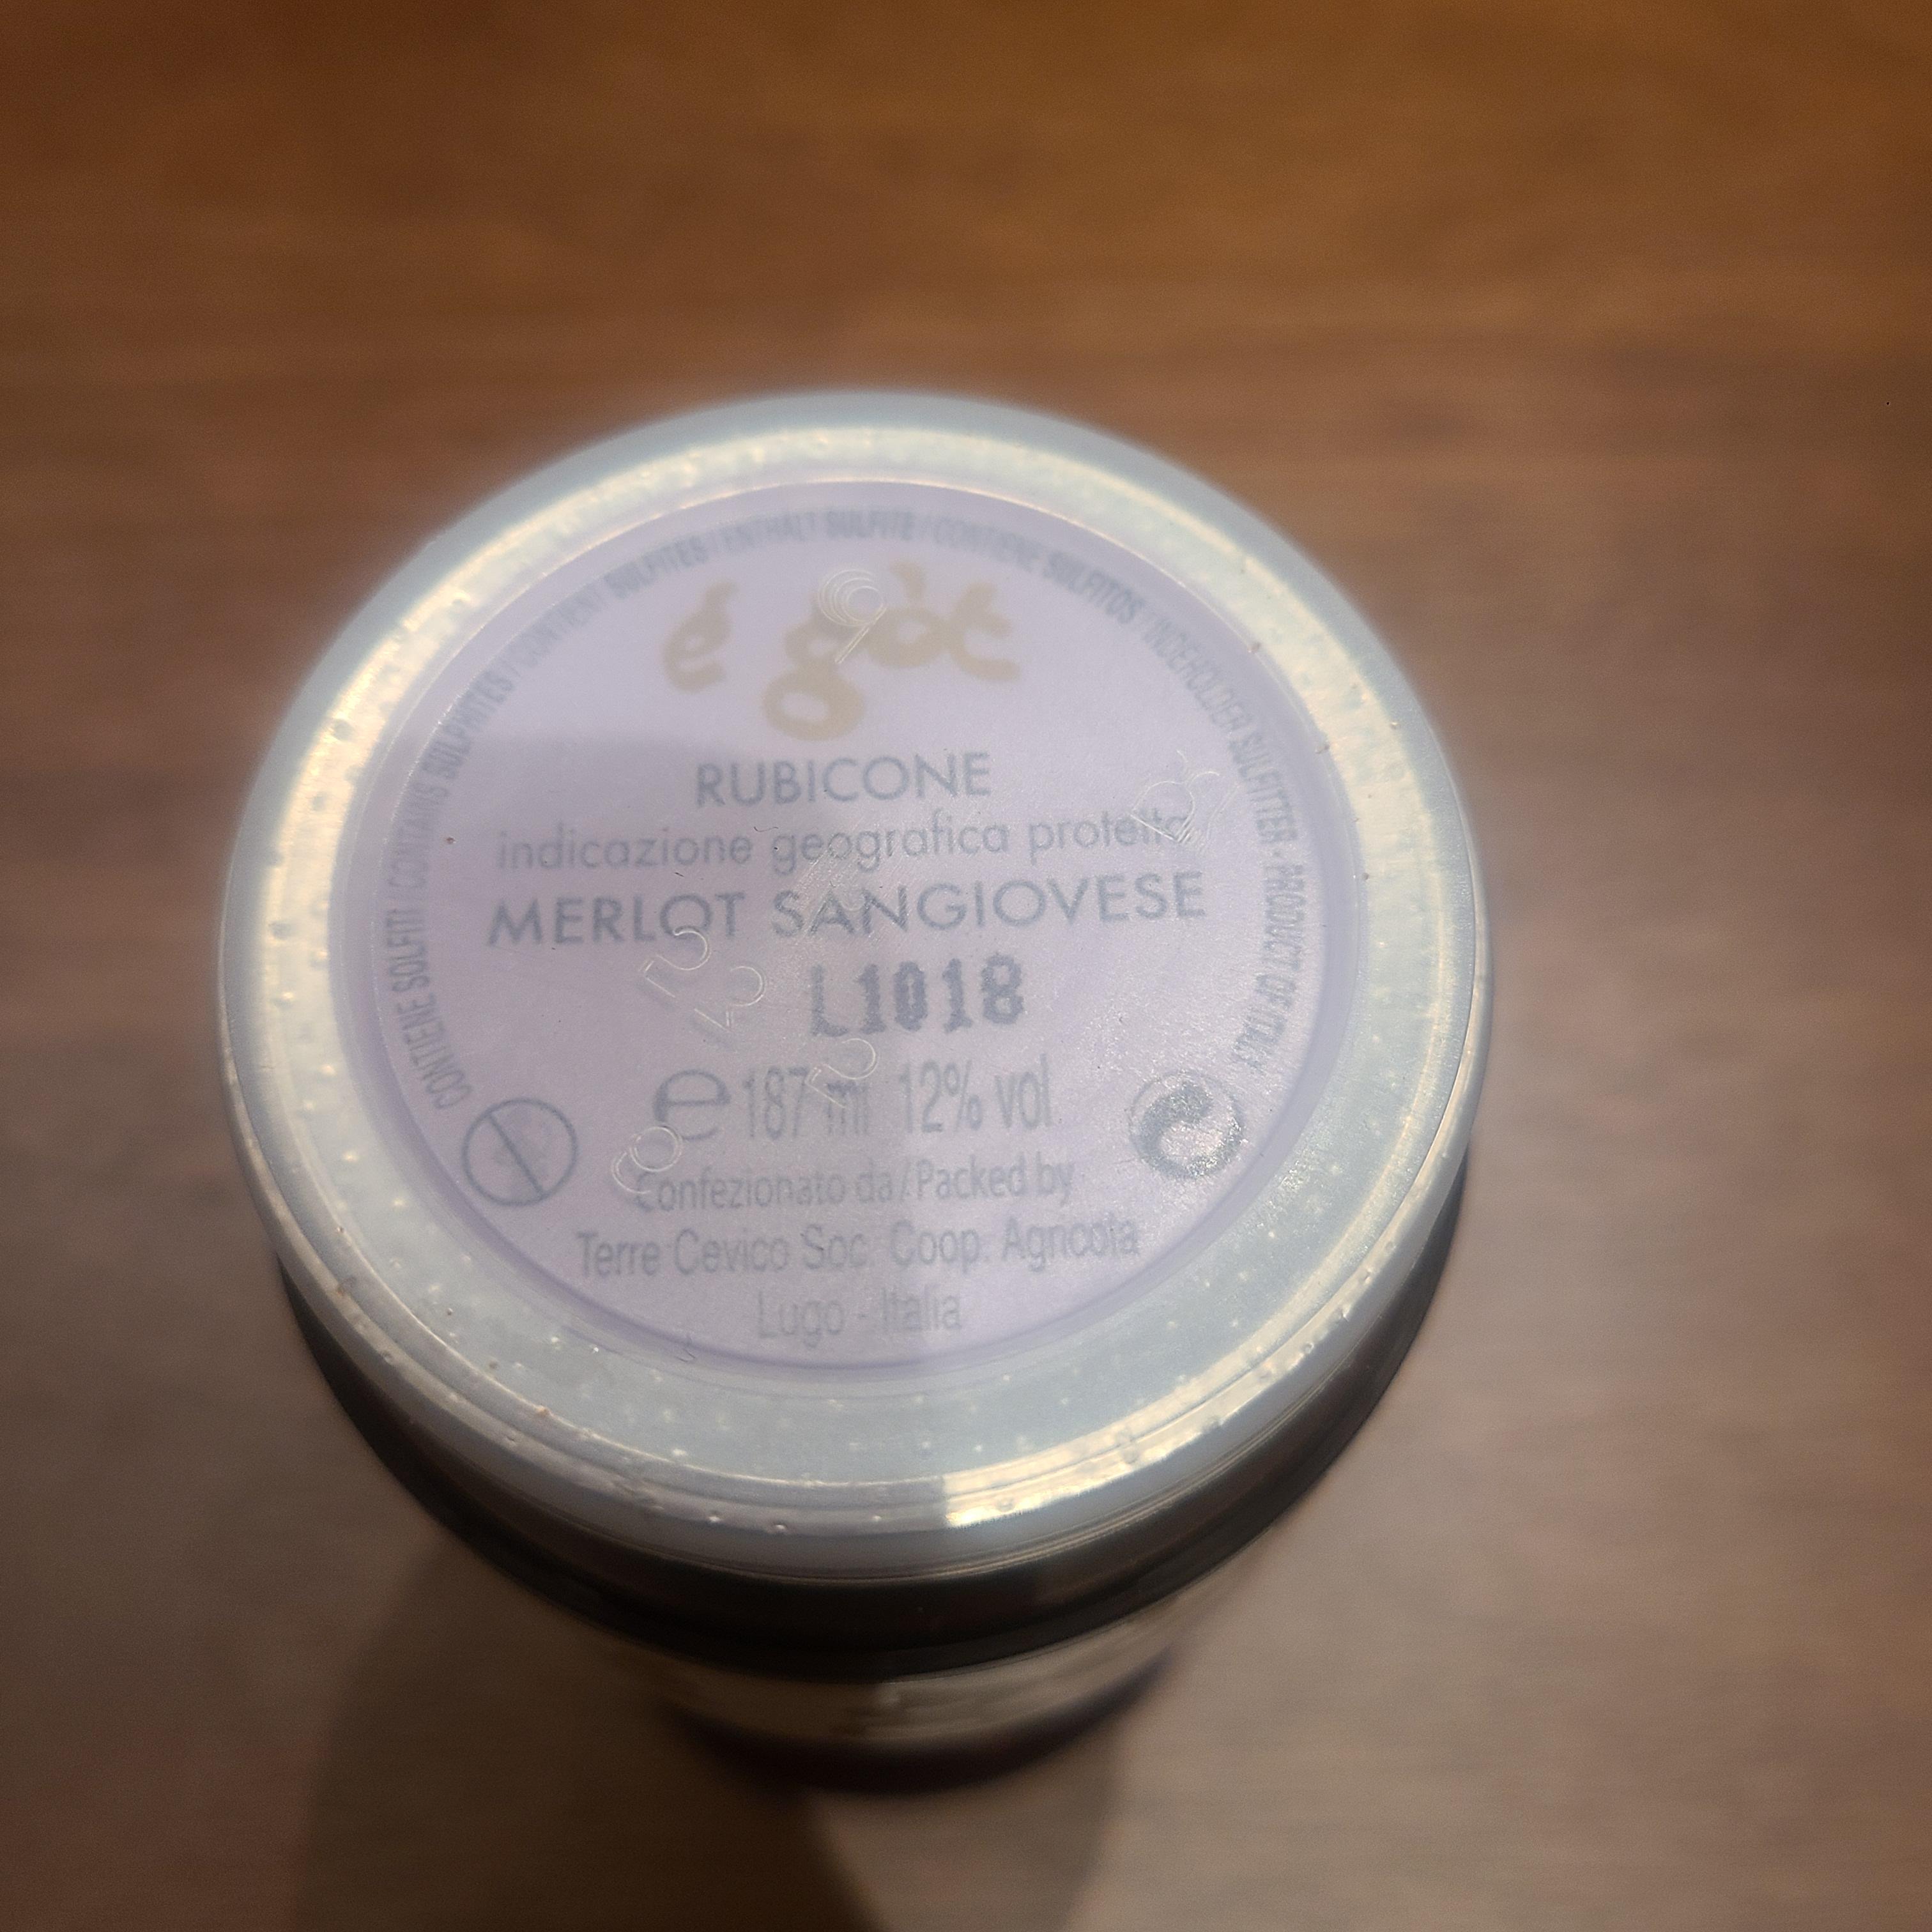 CONTIENE SOLFITI / CONTAINS SULPHITES / CONTIENT SULFITES / ENTHÄLT SULFITE / CONTIENE SULFITOS / INDEHOLDER SULFITTER - PRODUCT OF ITALY
é gòt
RUBICONE
indicazione geografica protetta
MERLOT SANGIOVESE
L1018
e 187 ml 12% vol
Confezionato da/Packed by
Terre Cevico Soc. Coop. Agricola
Lugo - Italia